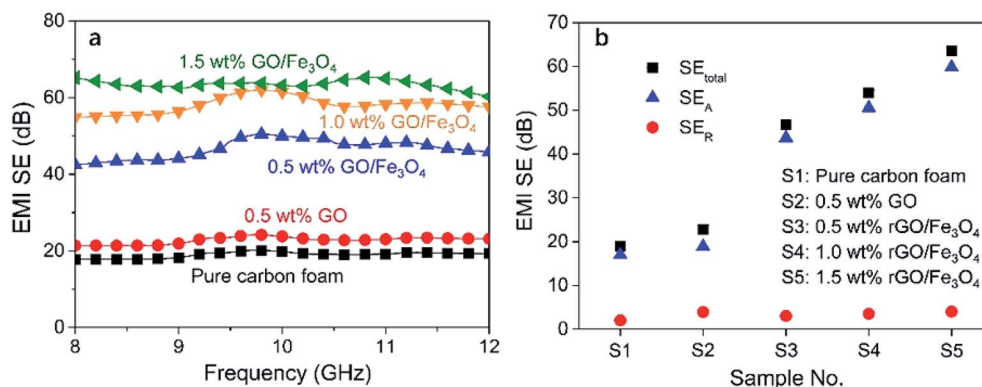 a
EMI SE (dB)
80
60
40
20
0
1.5 wt% GO/Fe₃O₄
1.0 wt% GO/Fe₃O₄
0.5 wt% GO/Fe₃O₄
0.5 wt% GO
Pure carbon foam
8
9
10
11
12
Frequency (GHz)
b
EMI SE (dB)
70
60
50
40
30
20
10
0
SE_total
SE_A
SE_R
S1: Pure carbon foam
S2: 0.5 wt% GO
S3: 0.5 wt% rGO/Fe₃O₄
S4: 1.0 wt% rGO/Fe₃O₄
S5: 1.5 wt% rGO/Fe₃O₄
S1
S2
S3
S4
S5
Sample No.